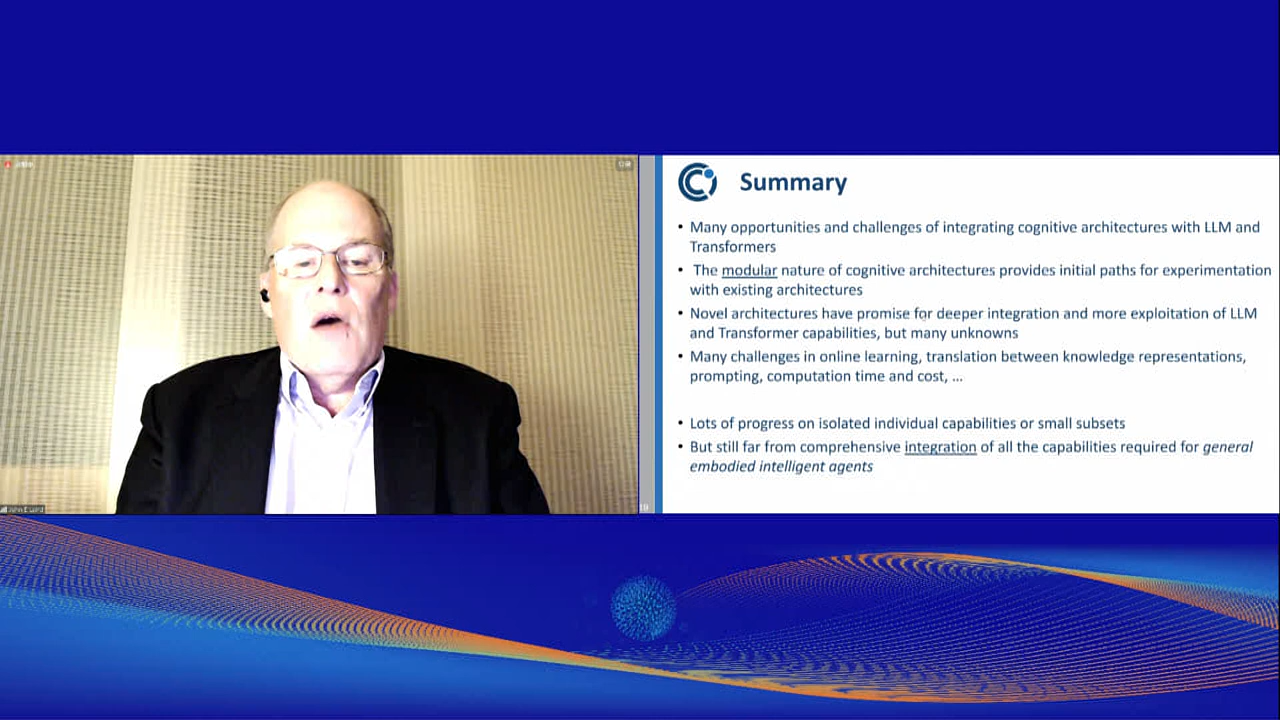 Summary
• Many opportunities and challenges of integrating cognitive architectures with LLM and
Transformers
• The modular nature of cognitive architectures provides initial paths for experimentation
with existing architectures
• Novel architectures have promise for deeper integration and more exploitation of LLM
and Transformer capabilities, but many unknowns
• Many challenges in online learning, translation between knowledge representations,
prompting, computation time and cost, ...
• Lots of progress on isolated individual capabilities or small subsets
• But still far from comprehensive integration of all the capabilities required for general
embodied intelligent agents
John E Laird